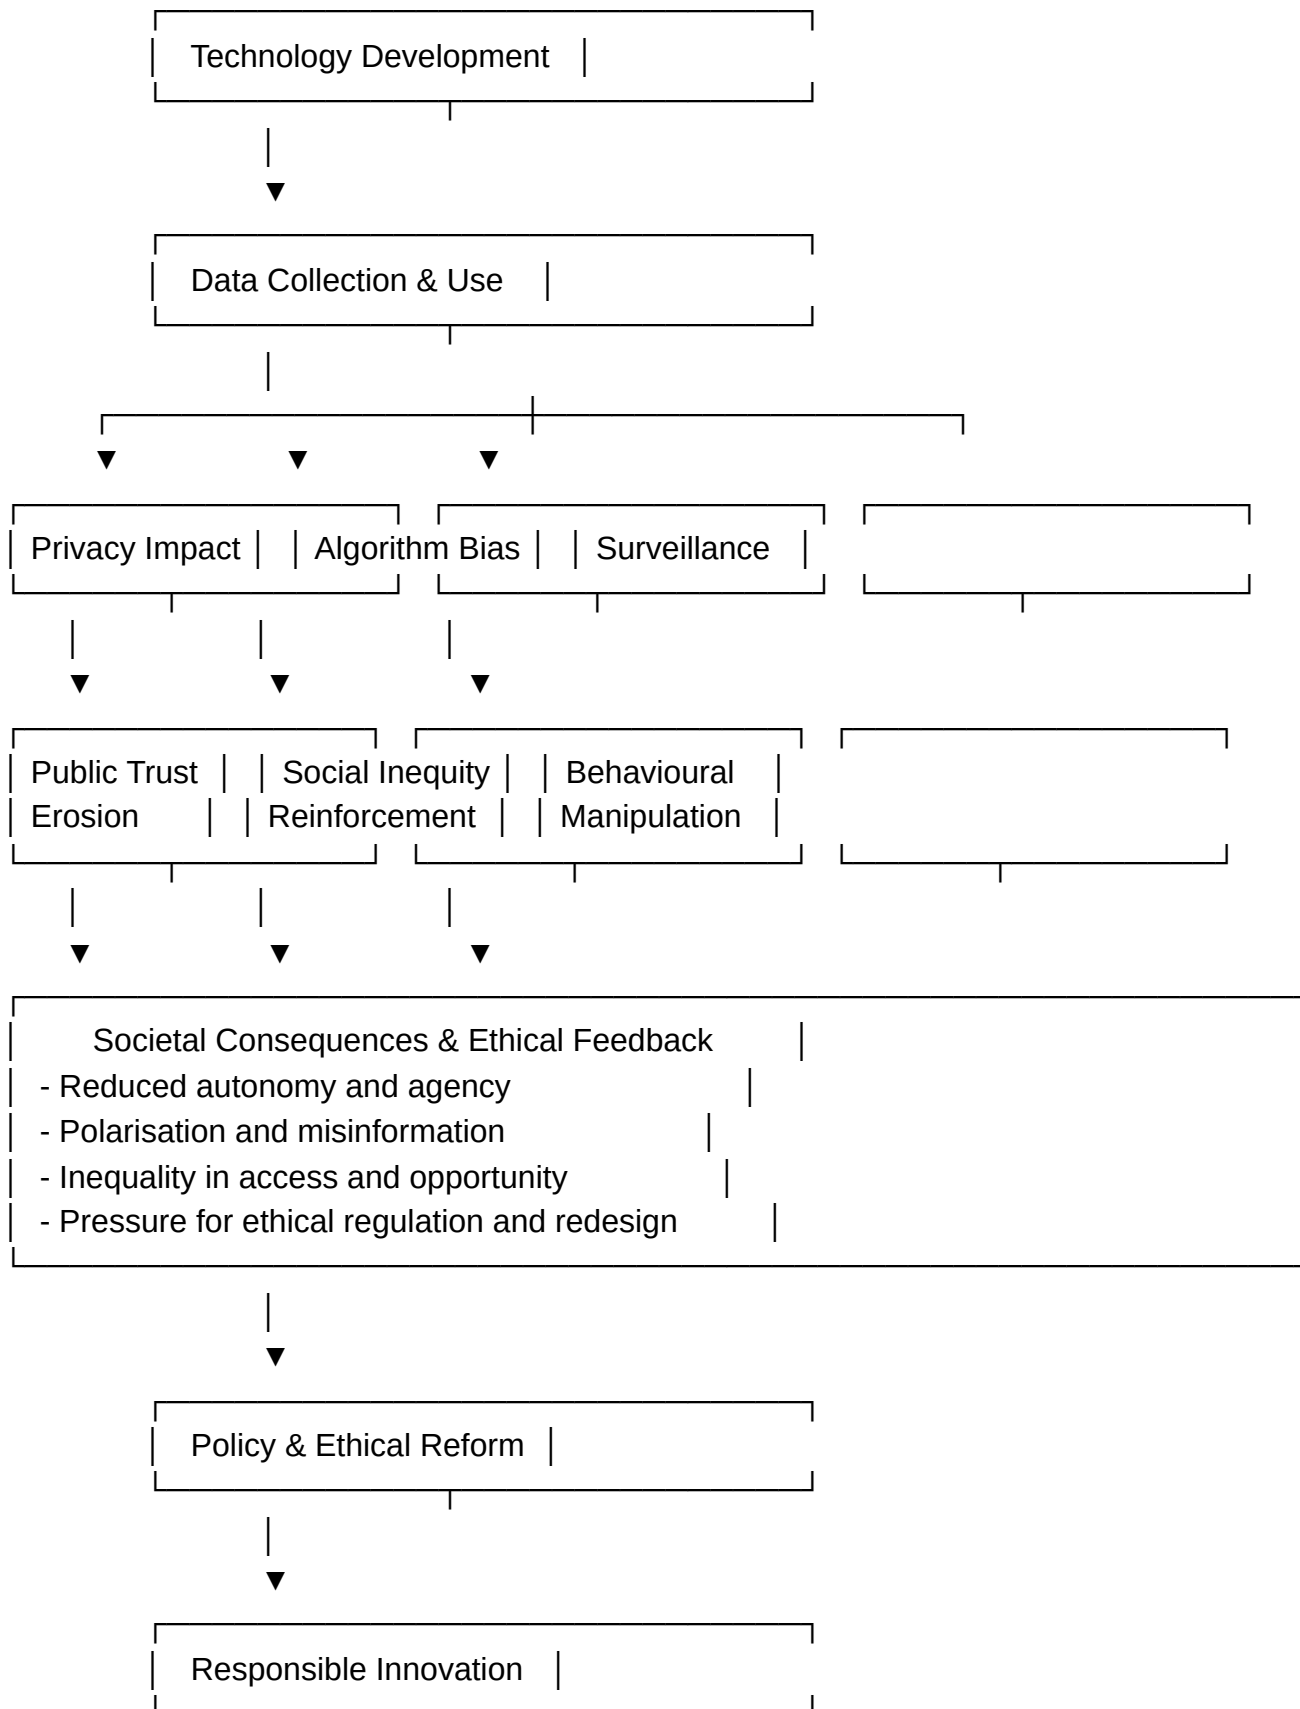 Technology Development
Data Collection & Use
Privacy Impact Algorithm Bias Surveillance
Public Trust Social Inequity Behavioural
Erosion Reinforcement Manipulation
Societal Consequences & Ethical Feedback
- Reduced autonomy and agency
- Polarisation and misinformation
- Inequality in access and opportunity
- Pressure for ethical regulation and redesign
Policy & Ethical Reform
Responsible Innovation